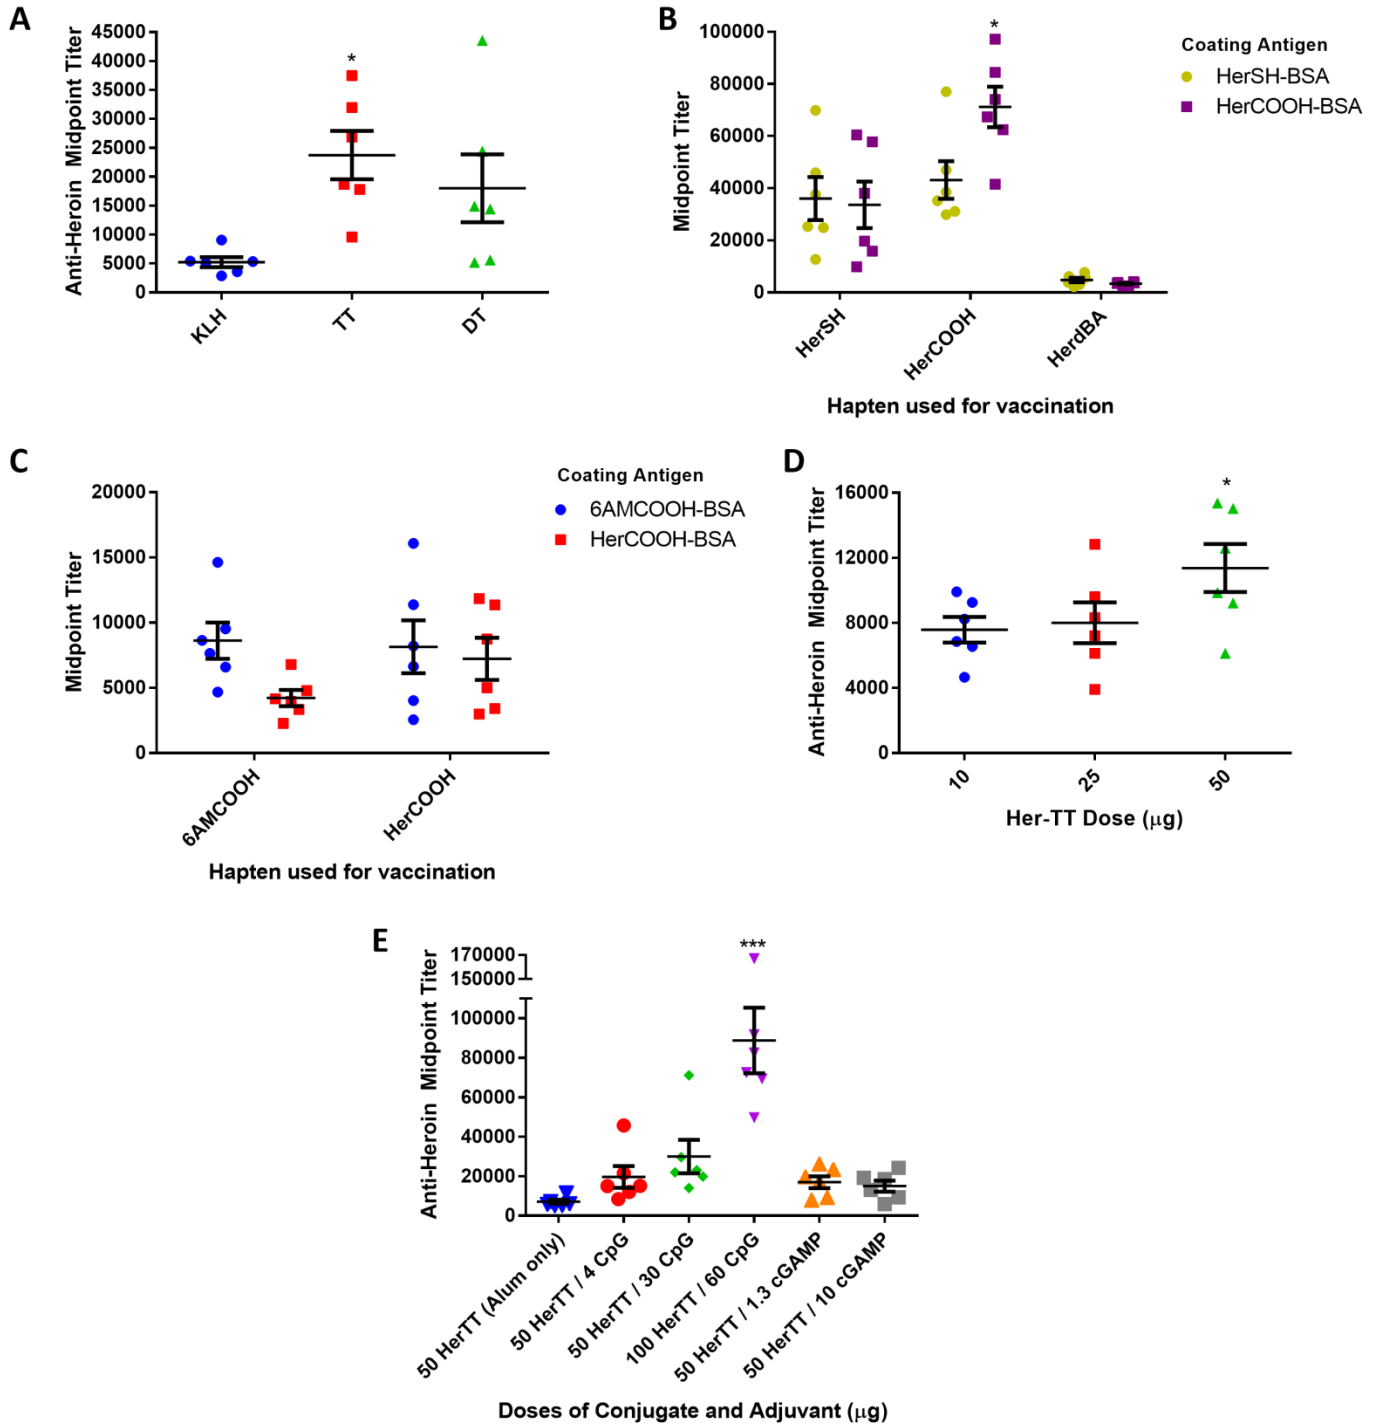 A
Anti-Heroin Midpoint Titer
45000
40000
35000
30000
25000
20000
15000
10000
5000
0
*
KLH
TT
DT
B
Midpoint Titer
100000
80000
60000
40000
20000
0
*
HerSH
HerCOOH
HerdBA
Hapten used for vaccination
Coating Antigen
HerSH-BSA
HerCOOH-BSA
C
Midpoint Titer
20000
15000
10000
5000
0
6AMCOOH
HerCOOH
Hapten used for vaccination
Coating Antigen
6AMCOOH-BSA
HerCOOH-BSA
D
Anti-Heroin Midpoint Titer
16000
12000
8000
4000
0
*
10
25
50
Her-TT Dose (μg)
E
Anti-Heroin Midpoint Titer
170000
150000
100000
80000
60000
40000
20000
0
***
50 HerTT (Alum only)
50 HerTT / 4 CpG
50 HerTT / 30 CpG
100 HerTT / 60 CpG
50 HerTT / 1.3 cGAMP
50 HerTT / 10 cGAMP
Doses of Conjugate and Adjuvant (μg)